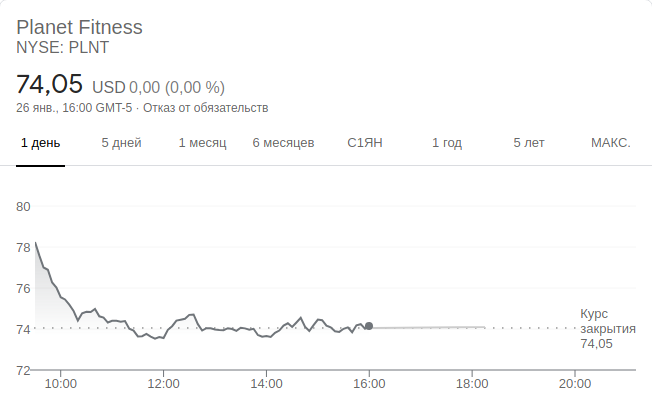 Planet Fitness
NYSE: PLNT
74,05 USD 0,00 (0,00 %)
26 янв., 16:00 GMT-5 · Отказ от обязательств
1 день 5 дней 1 месяц 6 месяцев С1ЯН 1 год 5 лет МАКС.
80
78
76
74
72
Курс
закрытия
74,05
10:00 12:00 14:00 16:00 18:00 20:00